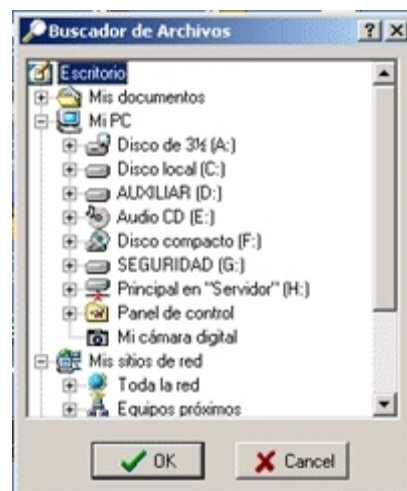 Buscador de Archivos
Escritorio
Mis documentos
Mi PC
Disco de 3½ (A:)
Disco local (C:)
AUXILIAR (D:)
Audio CD (E:)
Disco compacto (F:)
SEGURIDAD (G:)
Principal en "Servidor" (H:)
Panel de control
Mi cámara digital
Mis sitios de red
Toda la red
Equipos próximos
OK Cancel